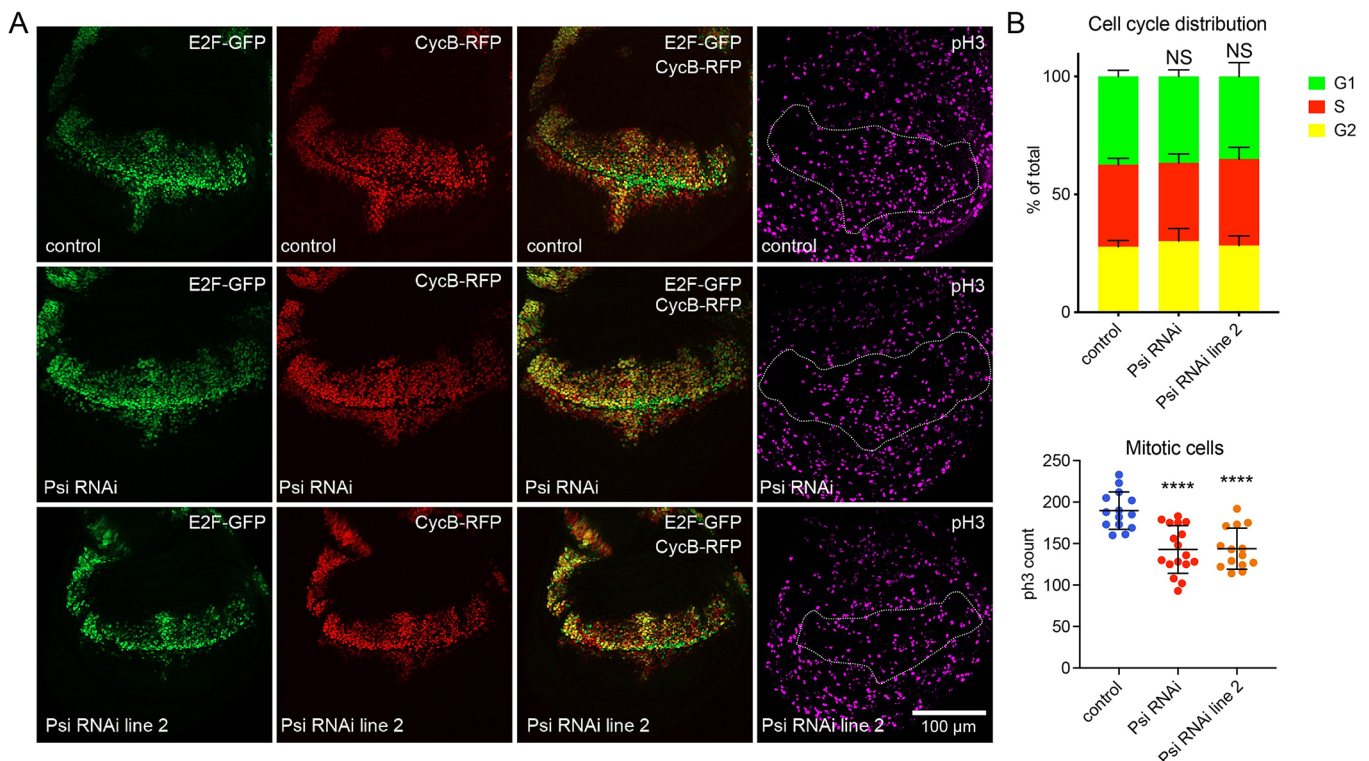 A
E2F-GFP
CycB-RFP
E2F-GFP
CycB-RFP
pH3
control
control
control
control
E2F-GFP
CycB-RFP
E2F-GFP
CycB-RFP
pH3
Psi RNAi
Psi RNAi
Psi RNAi
Psi RNAi
E2F-GFP
CycB-RFP
E2F-GFP
CycB-RFP
pH3
Psi RNAi line 2
Psi RNAi line 2
Psi RNAi line 2
Psi RNAi line 2
100 µm
B
Cell cycle distribution
NS
NS
100
50
0
% of total
control
Psi RNAi
Psi RNAi line 2
G1
S
G2
Mitotic cells
****
****
250
200
150
100
50
0
ph3 count
control
Psi RNAi
Psi RNAi line 2